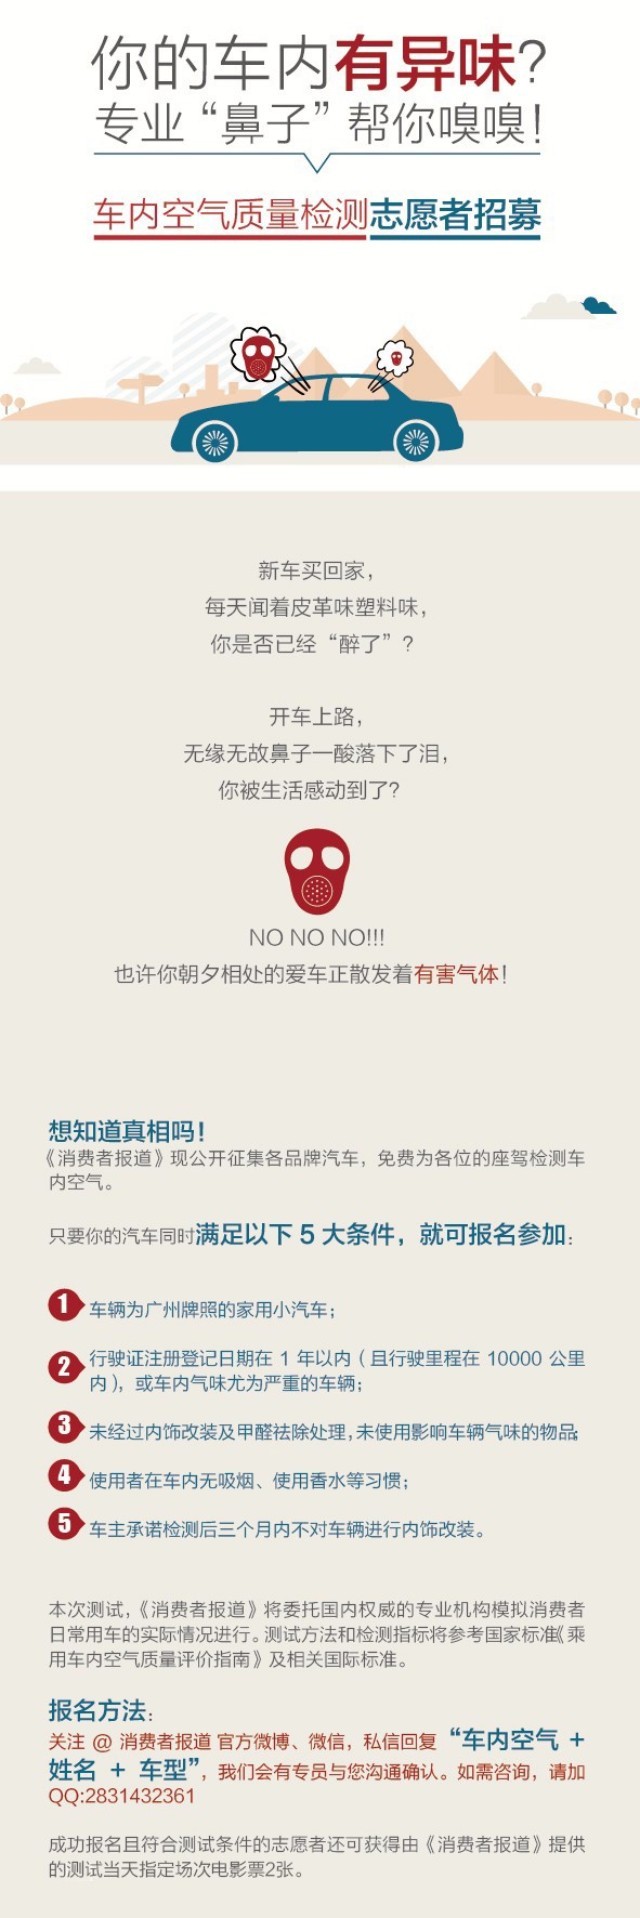 你的车内有异味?
专业“鼻子”帮你嗅嗅!
车内空气质量检测志愿者招募
新车买回家，
每天闻着皮革味塑料味，
你是否已经“醉了”?
开车上路，
无缘无故鼻子一酸落下了泪，
你被生活感动到了?
NO NO NO!!!
也许你朝夕相处的爱车正散发着有害气体!
想知道真相吗!
《消费者报道》现公开征集各品牌汽车，免费为各位的座驾检测车
内空气。
只要你的汽车同时满足以下 5 大条件，就可报名参加:
1 车辆为广州牌照的家用小汽车；
2 行驶证注册登记日期在 1 年以内（且行驶里程在 10000 公里
内），或车内气味尤为严重的车辆；
3 未经过内饰改装及甲醛祛除处理，未使用影响车辆气味的物品；
4 使用者在车内无吸烟、使用香水等习惯；
5 车主承诺检测后三个月内不对车辆进行内饰改装。
本次测试，《消费者报道》将委托国内权威的专业机构模拟消费者
日常用车的实际情况进行。测试方法和检测指标将参考国家标准《乘
用车内空气质量评价指南》及相关国际标准。
报名方法:
关注 @ 消费者报道 官方微博、微信，私信回复“车内空气 +
姓名 + 车型”，我们会有专员与您沟通确认。如需咨询，请加
QQ:2831432361
成功报名且符合测试条件的志愿者还可获得由《消费者报道》提供
的测试当天指定场次电影票2张。